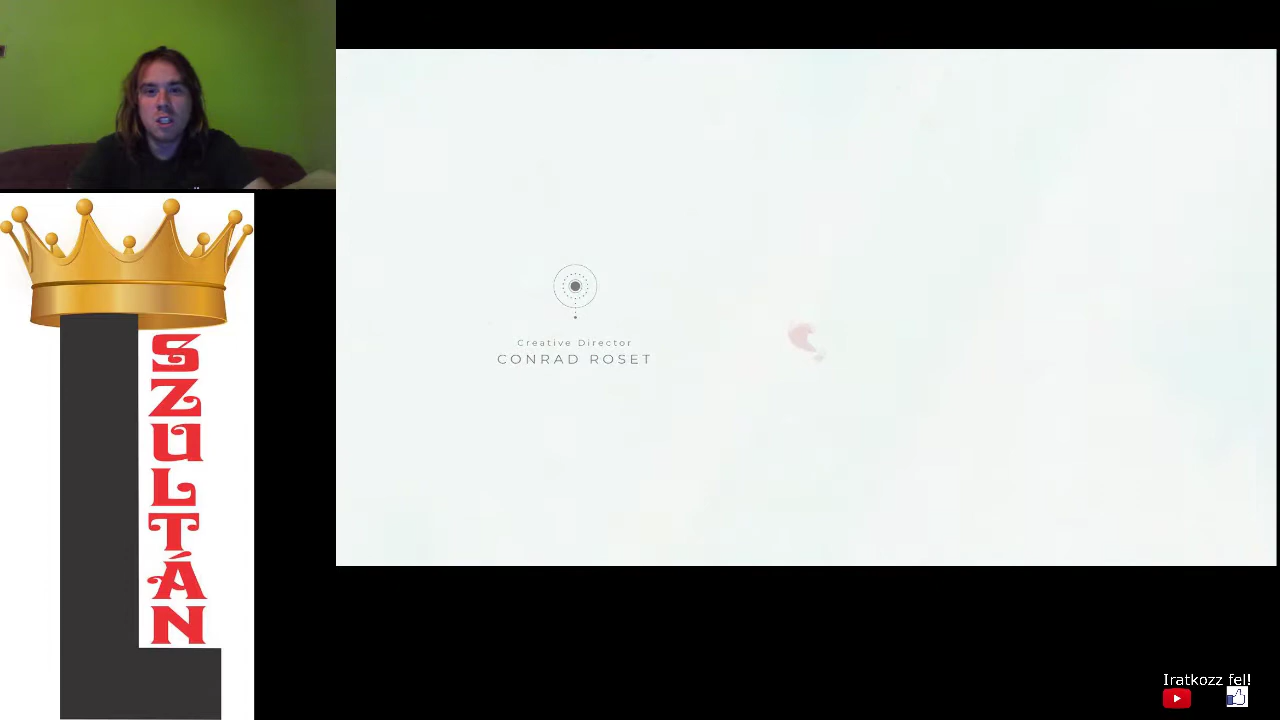 L
SZULTÁN
Creative Director
CONRAD ROSET
Iratkozz fel!